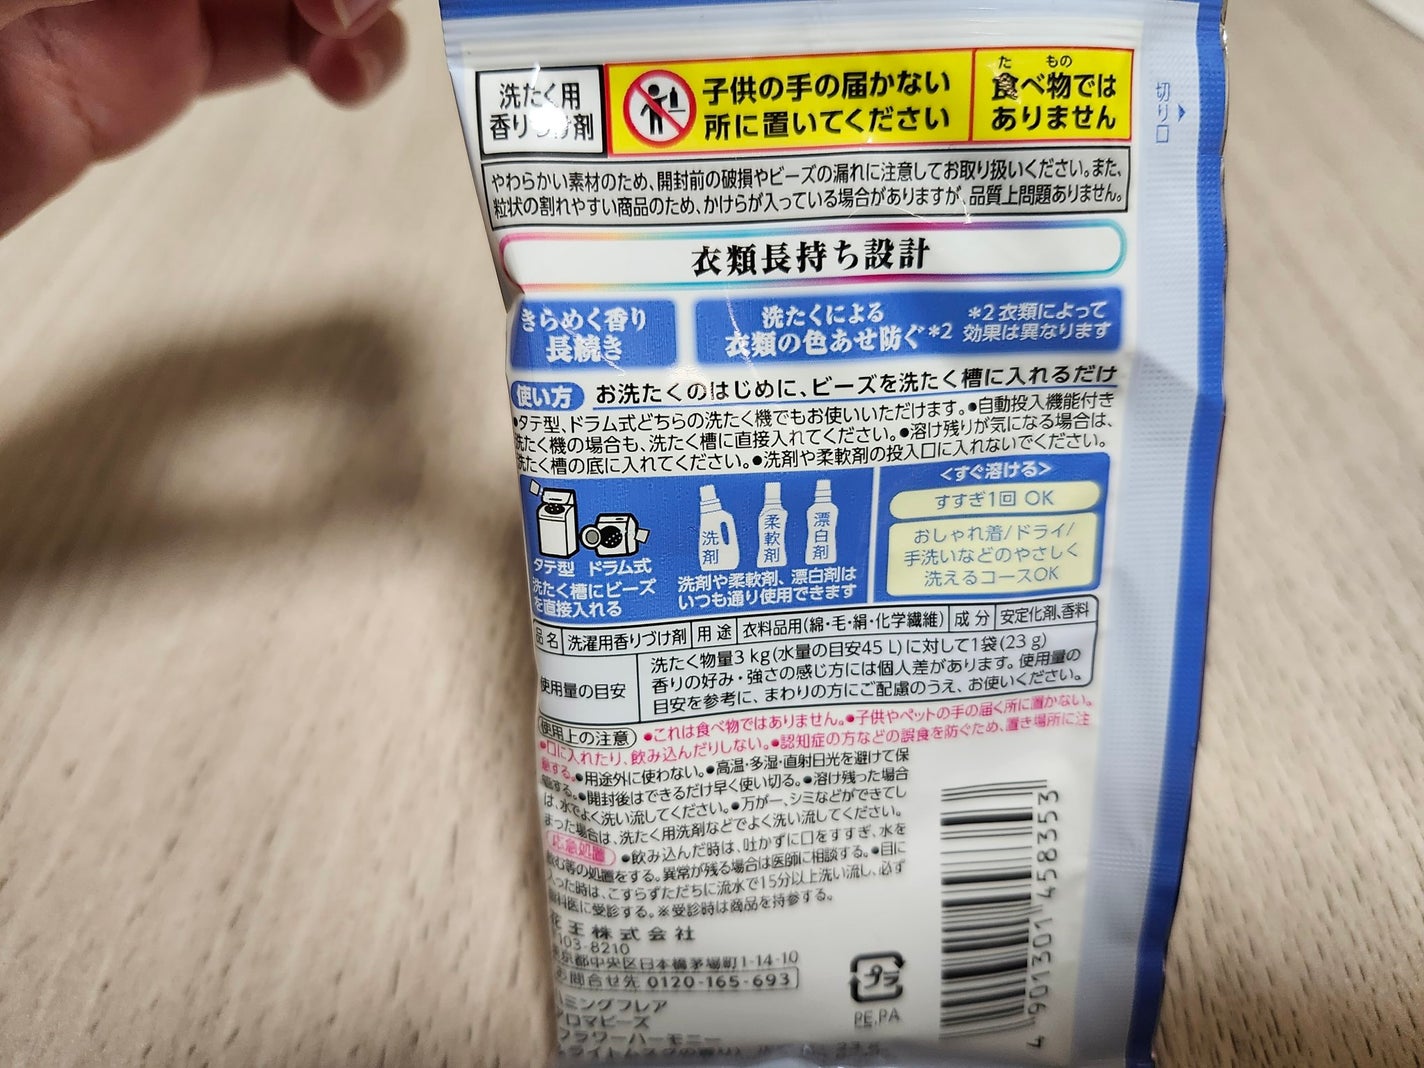 洗たく用
香りづけ剤
子供の手の届かない
所に置いてください
た もの
食べ物では
ありません
切り口
やわらかい素材のため、開封前の破損やビーズの漏れに注意してお取り扱いください。また、
粒状の割れやすい商品のため、かけらが入っている場合がありますが、品質上問題ありません。
衣類長持ち設計
きらめく香り
長続き
洗たくによる
衣類の色あせ防ぐ*2
*2 衣類によって
効果は異なります
使い方 お洗たくのはじめに、ビーズを洗たく槽に入れるだけ
●タテ型、ドラム式どちらの洗たく機でもお使いいただけます。●自動投入機能付き
洗たく機の場合も、洗たく槽に直接入れてください。●溶け残りが気になる場合は、
洗たく槽の底に入れてください。●洗剤や柔軟剤の投入口に入れないでください。
タテ型 ドラム式
洗たく槽にビーズ
を直接入れる
洗剤
柔軟剤
漂白剤
洗剤や柔軟剤、漂白剤は
いつも通り使用できます
<すぐ溶ける>
すすぎ1回 OK
おしゃれ着/ドライ/
手洗いなどのやさしく
洗えるコースOK
品名 洗濯用香りづけ剤 用途 衣料品用(綿・毛・絹・化学繊維) 成分 安定化剤、香料
使用量の目安
洗たく物量3 kg(水量の目安45 L)に対して1袋(23 g)
香りの好み・強さの感じ方には個人差があります。使用量の
目安を参考に、まわりの方にご配慮のうえ、お使いください。
使用上の注意 ●これは食べ物ではありません。●子供やペットの手の届く所に置かない。
●口に入れたり、飲み込んだりしない。●認知症の方などの誤食を防ぐため、置き場所に注
意する。●用途外に使わない。●高温・多湿・直射日光を避けて保
管する。●開封後はできるだけ早く使い切る。●溶け残った場合
は、水でよく洗い流してください。●万が一、シミなどができてし
まった場合は、洗たく用洗剤などでよく洗い流してください。
応急処置 ●飲み込んだ時は、吐かずに口をすすぎ、水を
飲む等の処置をする。異常が残る場合は医師に相談する。●目に
入った時は、こすらずただちに流水で15分以上洗い流し、必ず
眼科医に受診する。※受診時は商品を持参する。
花王株式会社
〒103-8210
東京都中央区日本橋茅場町1-14-10
お問合せ先 0120-165-693
ハミングフレア
アロマビーズ
フラワーハーモニー
プラ
PE,PA
4 901301 458353